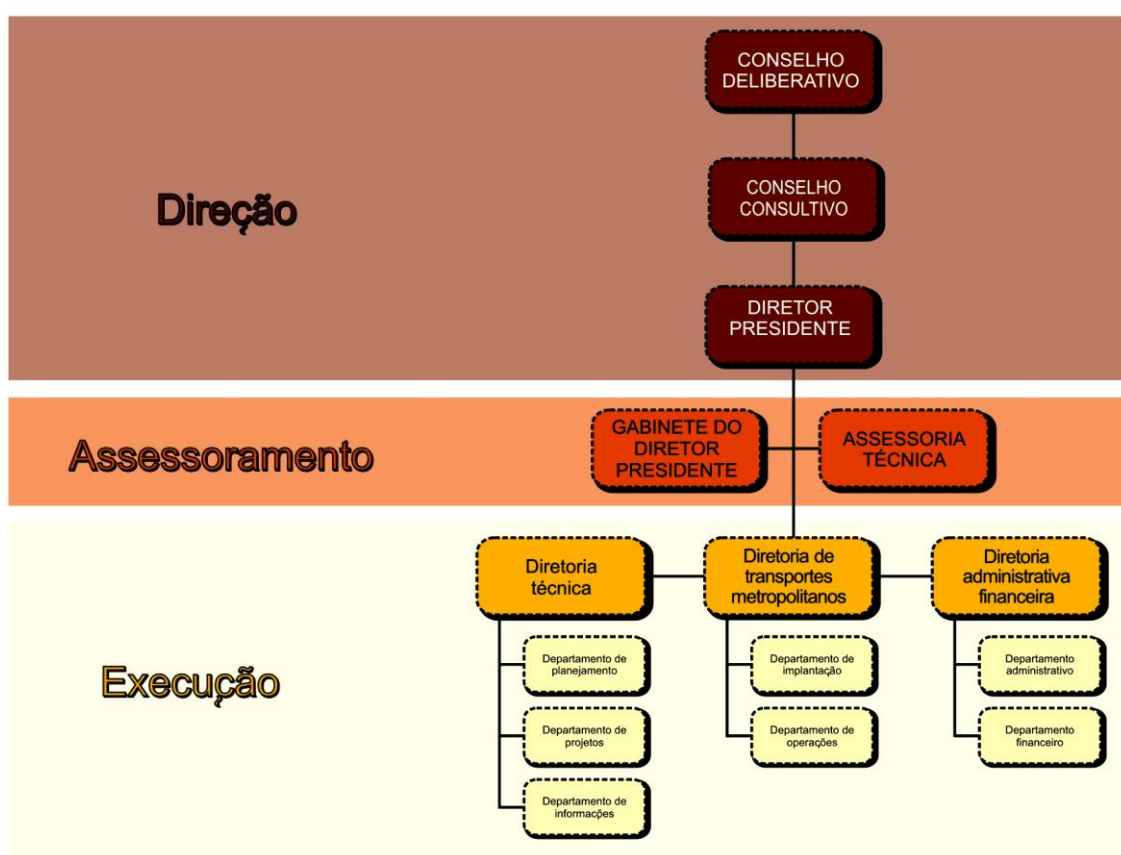 CONSELHO
DELIBERATIVO
Direção
CONSELHO
CONSULTIVO
DIRETOR
PRESIDENTE
Assessoramento
GABINETE DO
DIRETOR
PRESIDENTE
ASSESSORIA
TÉCNICA
Execução
Diretoria
técnica
Diretoria de
transportes
metropolitanos
Diretoria
administrativa
financeira
Departamento de
planejamento
Departamento de
projetos
Departamento de
informacções
Departamento de
implantação
Departamento de
operações
Departamento
administrativo
Departamento
financeiro